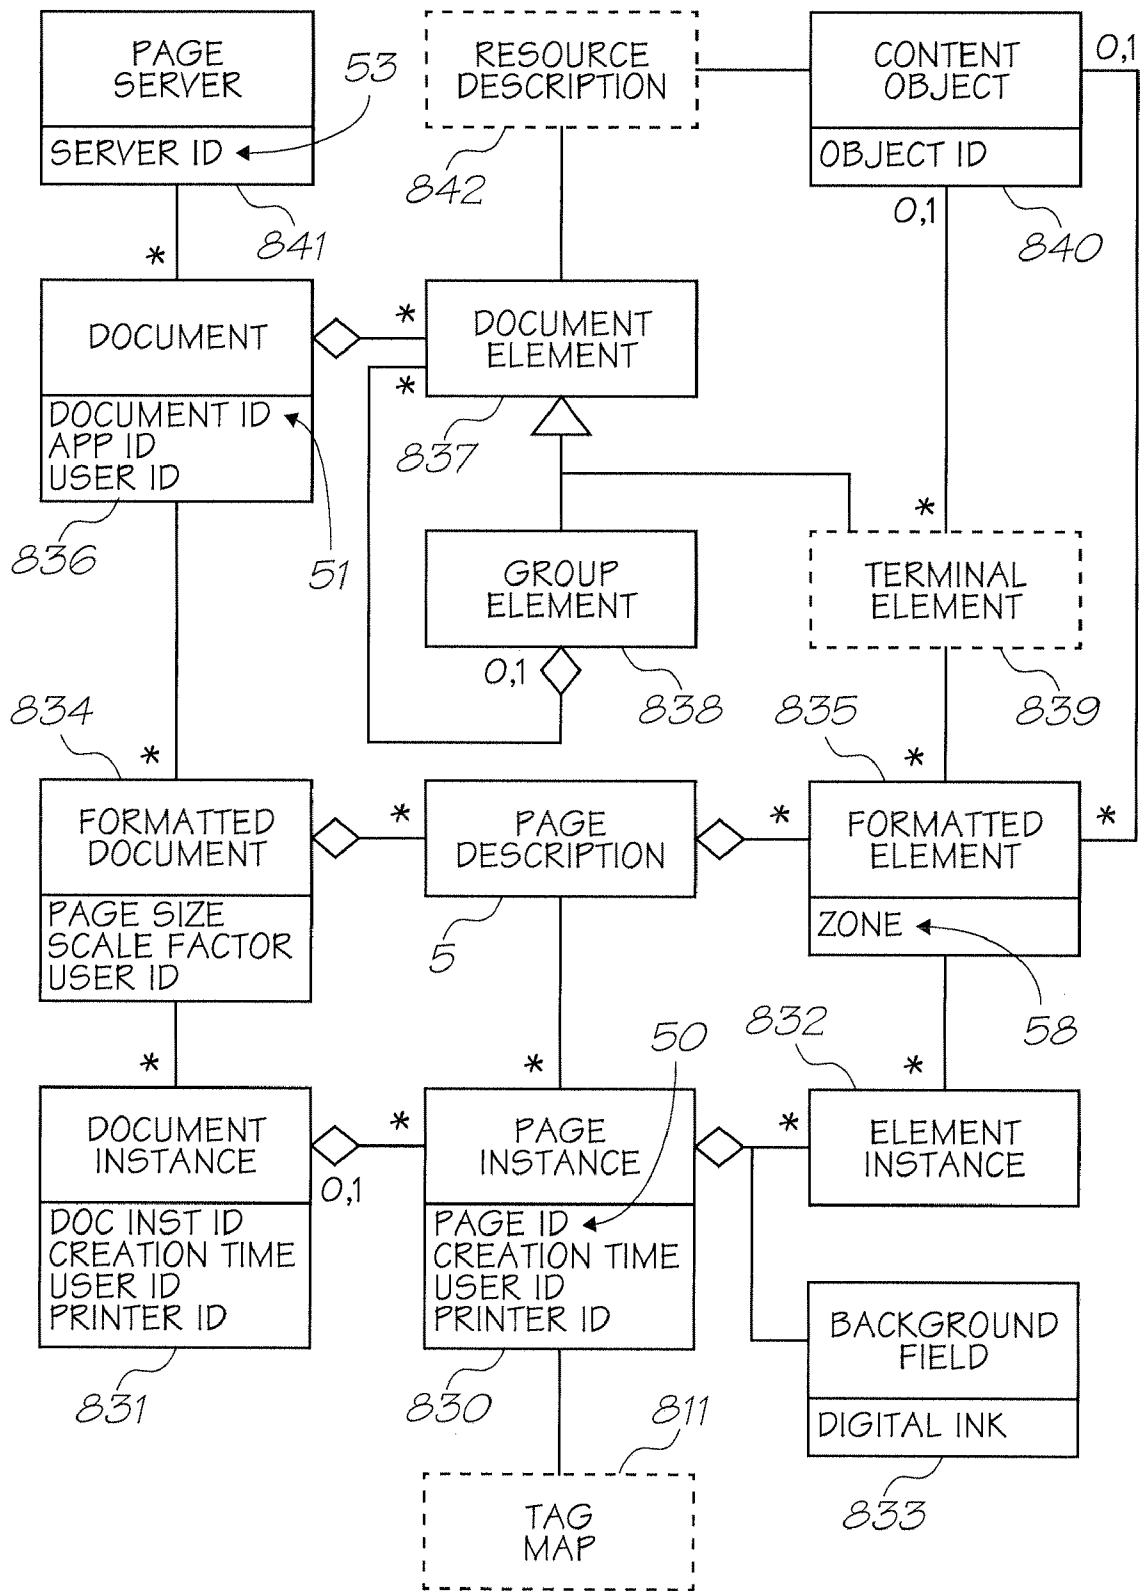 PAGE
SERVER
SERVER ID
53
841
RESOURCE
DESCRIPTION
842
CONTENT
OBJECT
OBJECT ID
0,1
0,1
840
*
DOCUMENT
DOCUMENT ID
APP ID
USER ID
836
51
*
*
DOCUMENT
ELEMENT
837
GROUP
ELEMENT
0,1
838
*
TERMINAL
ELEMENT
839
834
*
FORMATTED
DOCUMENT
PAGE SIZE
SCALE FACTOR
USER ID
*
PAGE
DESCRIPTION
5
835
*
*
FORMATTED
ELEMENT
*
ZONE
58
*
DOCUMENT
INSTANCE
0,1
DOC INST ID
CREATION TIME
USER ID
PRINTER ID
831
*
*
50
PAGE
INSTANCE
PAGE ID
CREATION TIME
USER ID
PRINTER ID
830
832
*
*
ELEMENT
INSTANCE
BACKGROUND
FIELD
DIGITAL INK
833
811
TAG
MAP